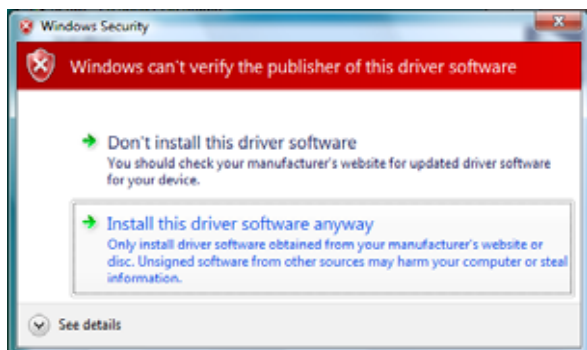 Windows Security
Windows can't verify the publisher of this driver software
Don't install this driver software
You should check your manufacturer's website for updated driver software
for your device.
Install this driver software anyway
Only install driver software obtained from your manufacturer's website or
disc. Unsigned software from other sources may harm your computer or steal
information.
See details